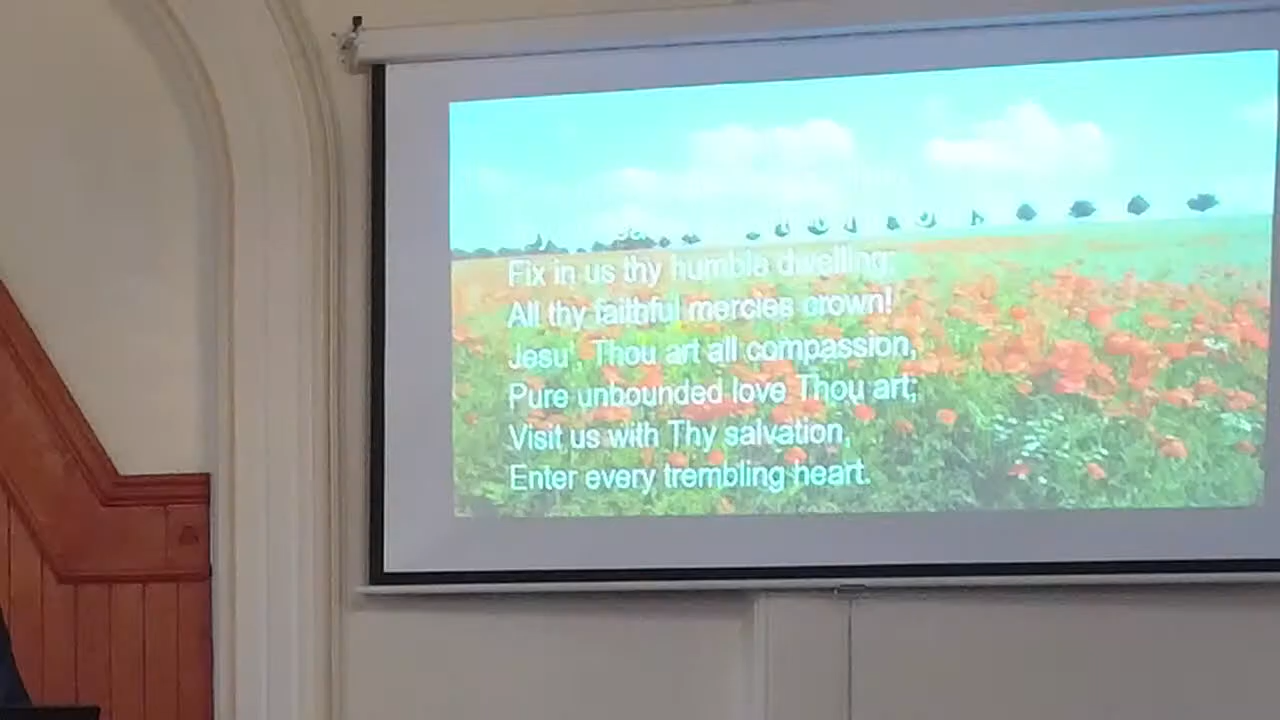 Fix in us thy humble dwelling;
All thy faithful mercies crown!
Jesu', Thou art all compassion,
Pure unbounded love Thou art;
Visit us with Thy salvation,
Enter every trembling heart.